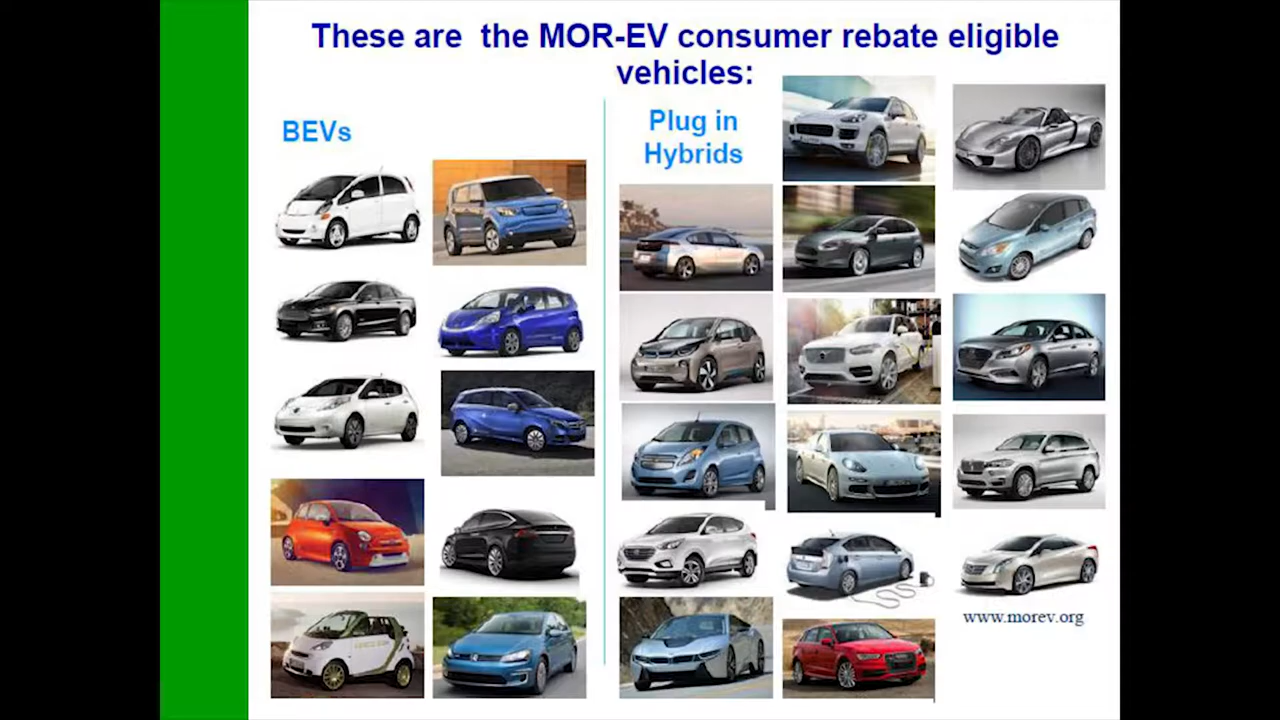 These are the MOR-EV consumer rebate eligible
vehicles:
BEVs
Plug in
Hybrids
www.morev.org